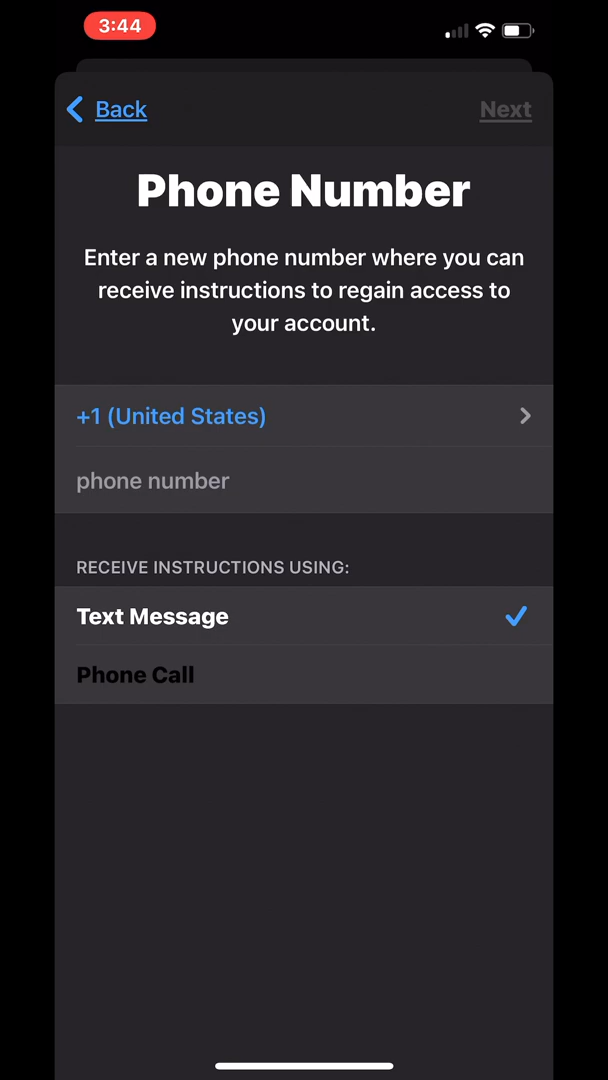 3:44
Back
Next
Phone Number
Enter a new phone number where you can
receive instructions to regain access to
your account.
+1 (United States)
phone number
RECEIVE INSTRUCTIONS USING:
Text Message
Phone Call